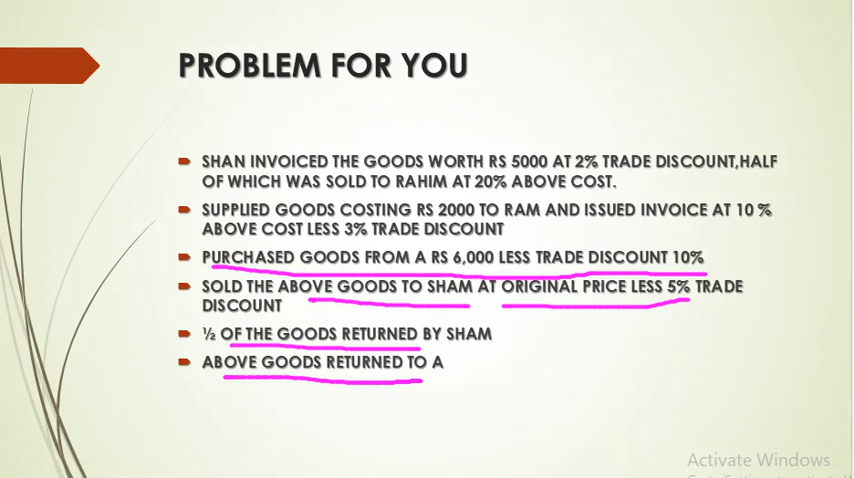 PROBLEM FOR YOU
SHAN INVOICED THE GOODS WORTH RS 5000 AT 2% TRADE DISCOUNT,HALF
OF WHICH WAS SOLD TO RAHIM AT 20% ABOVE COST.
SUPPLIED GOODS COSTING RS 2000 TO RAM AND ISSUED INVOICE AT 10 %
ABOVE COST LESS 3% TRADE DISCOUNT
PURCHASED GOODS FROM A RS 6,000 LESS TRADE DISCOUNT 10%
SOLD THE ABOVE GOODS TO SHAM AT ORIGINAL PRICE LESS 5% TRADE
DISCOUNT
½ OF THE GOODS RETURNED BY SHAM
ABOVE GOODS RETURNED TO A
Activate Windows